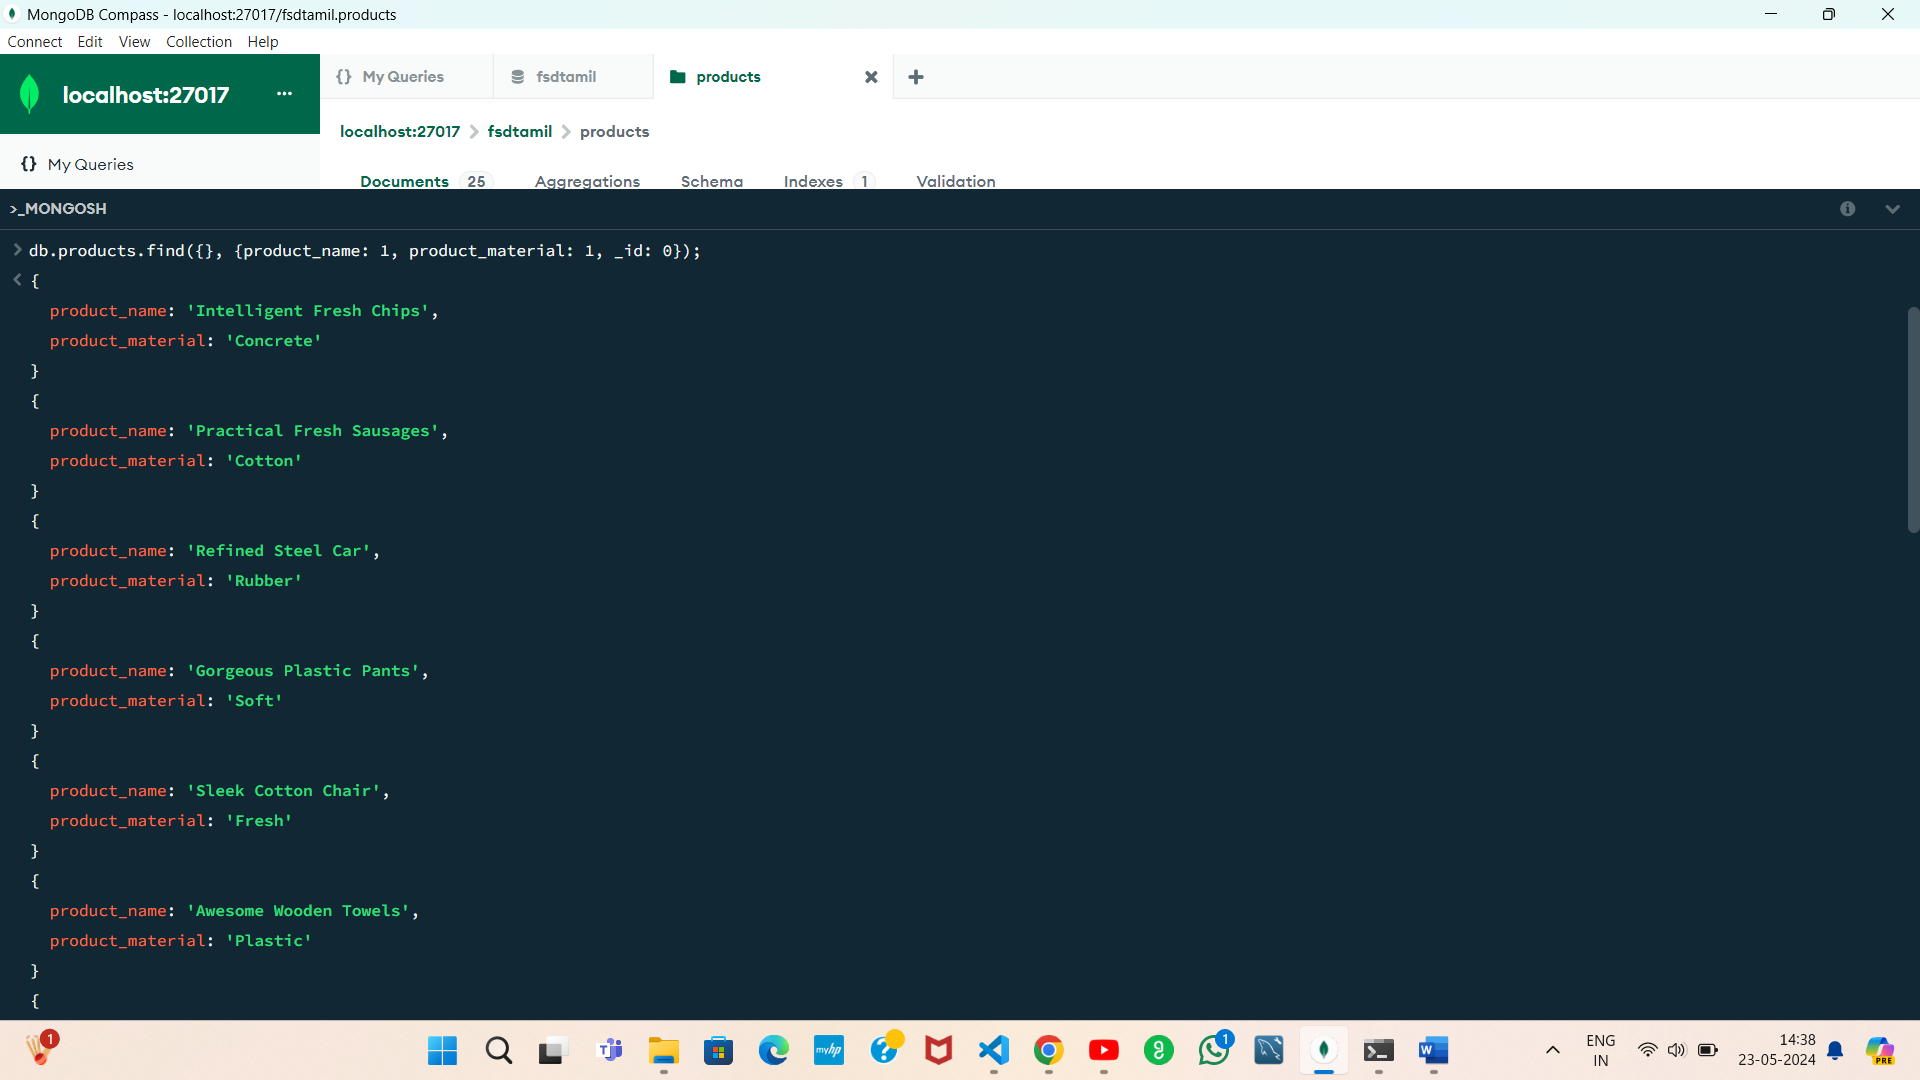 MongoDB Compass - localhost:27017/fsdtamil.products
Connect Edit View Collection Help
localhost:27017 ...
{} My Queries
fsdtamil
products
localhost:27017 > fsdtamil > products
{} My Queries
Documents 25 Aggregations Schema Indexes 1 Validation
>_MONGOSH
> db.products.find({}, {product_name: 1, product_material: 1, _id: 0});
< {
product_name: 'Intelligent Fresh Chips',
product_material: 'Concrete'
}
{
product_name: 'Practical Fresh Sausages',
product_material: 'Cotton'
}
{
product_name: 'Refined Steel Car',
product_material: 'Rubber'
}
{
product_name: 'Gorgeous Plastic Pants',
product_material: 'Soft'
}
{
product_name: 'Sleek Cotton Chair',
product_material: 'Fresh'
}
{
product_name: 'Awesome Wooden Towels',
product_material: 'Plastic'
}
{
1
myhp
1
ENG
IN
14:38
23-05-2024
PRE